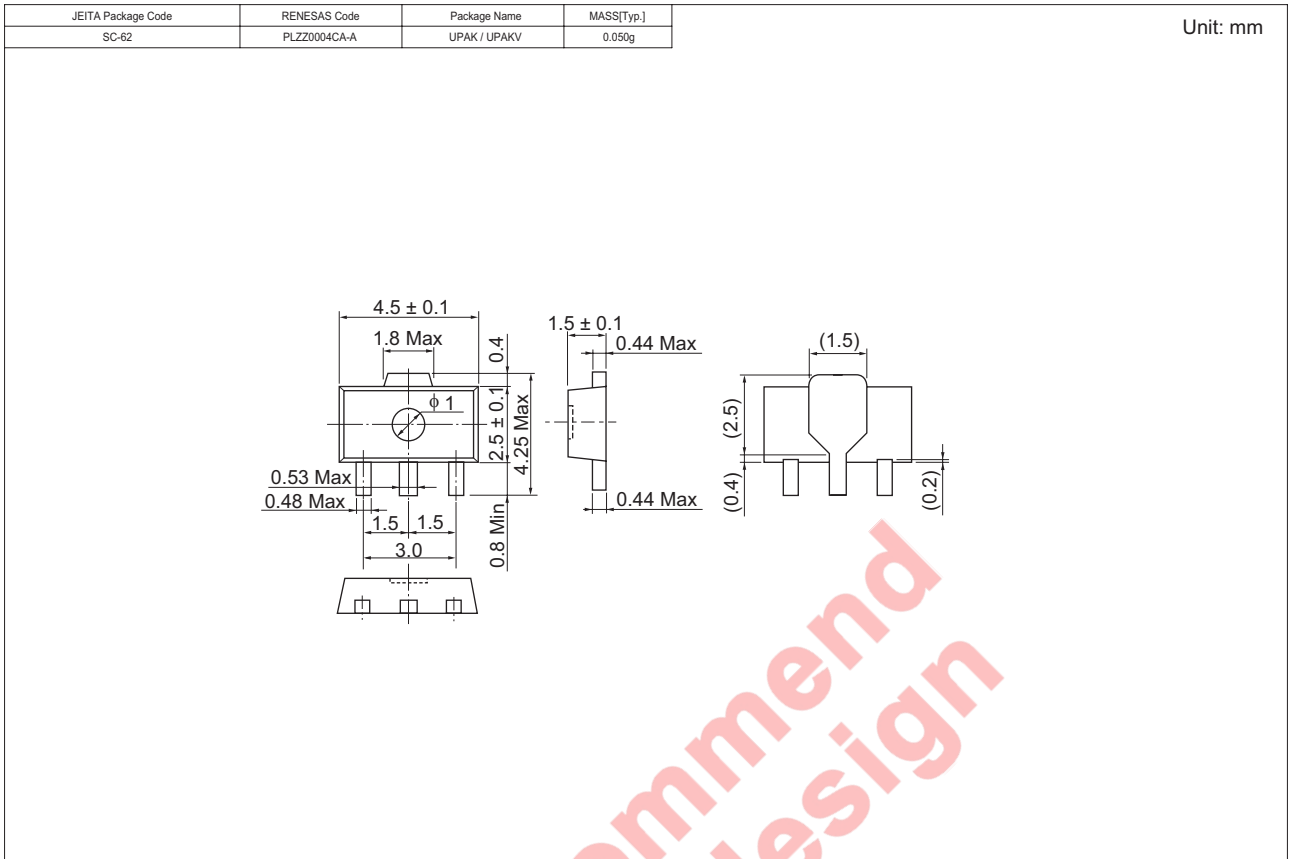 JEITA Package Code RENESAS Code Package Name MASS[Typ.]
SC-62 PLZZ0004CA-A UPAK / UPAKV 0.050g
Unit: mm
4.5 ± 0.1
1.8 Max
0.4
ϕ 1
2.5 ± 0.1
4.25 Max
0.53 Max
0.48 Max
1.5 1.5
3.0
0.8 Min
1.5 ± 0.1
0.44 Max
0.44 Max
(1.5)
(2.5)
(0.4)
(0.2)
ommend
design